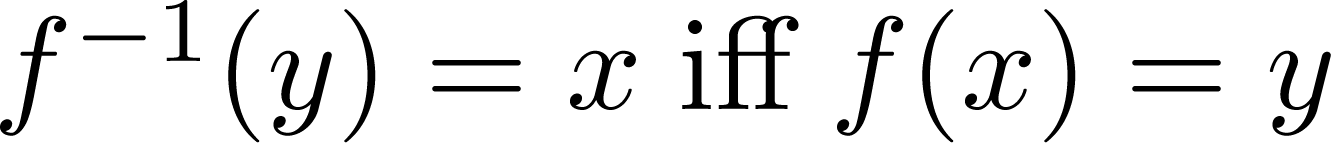 f⁻¹(y) = x iff f(x) = y